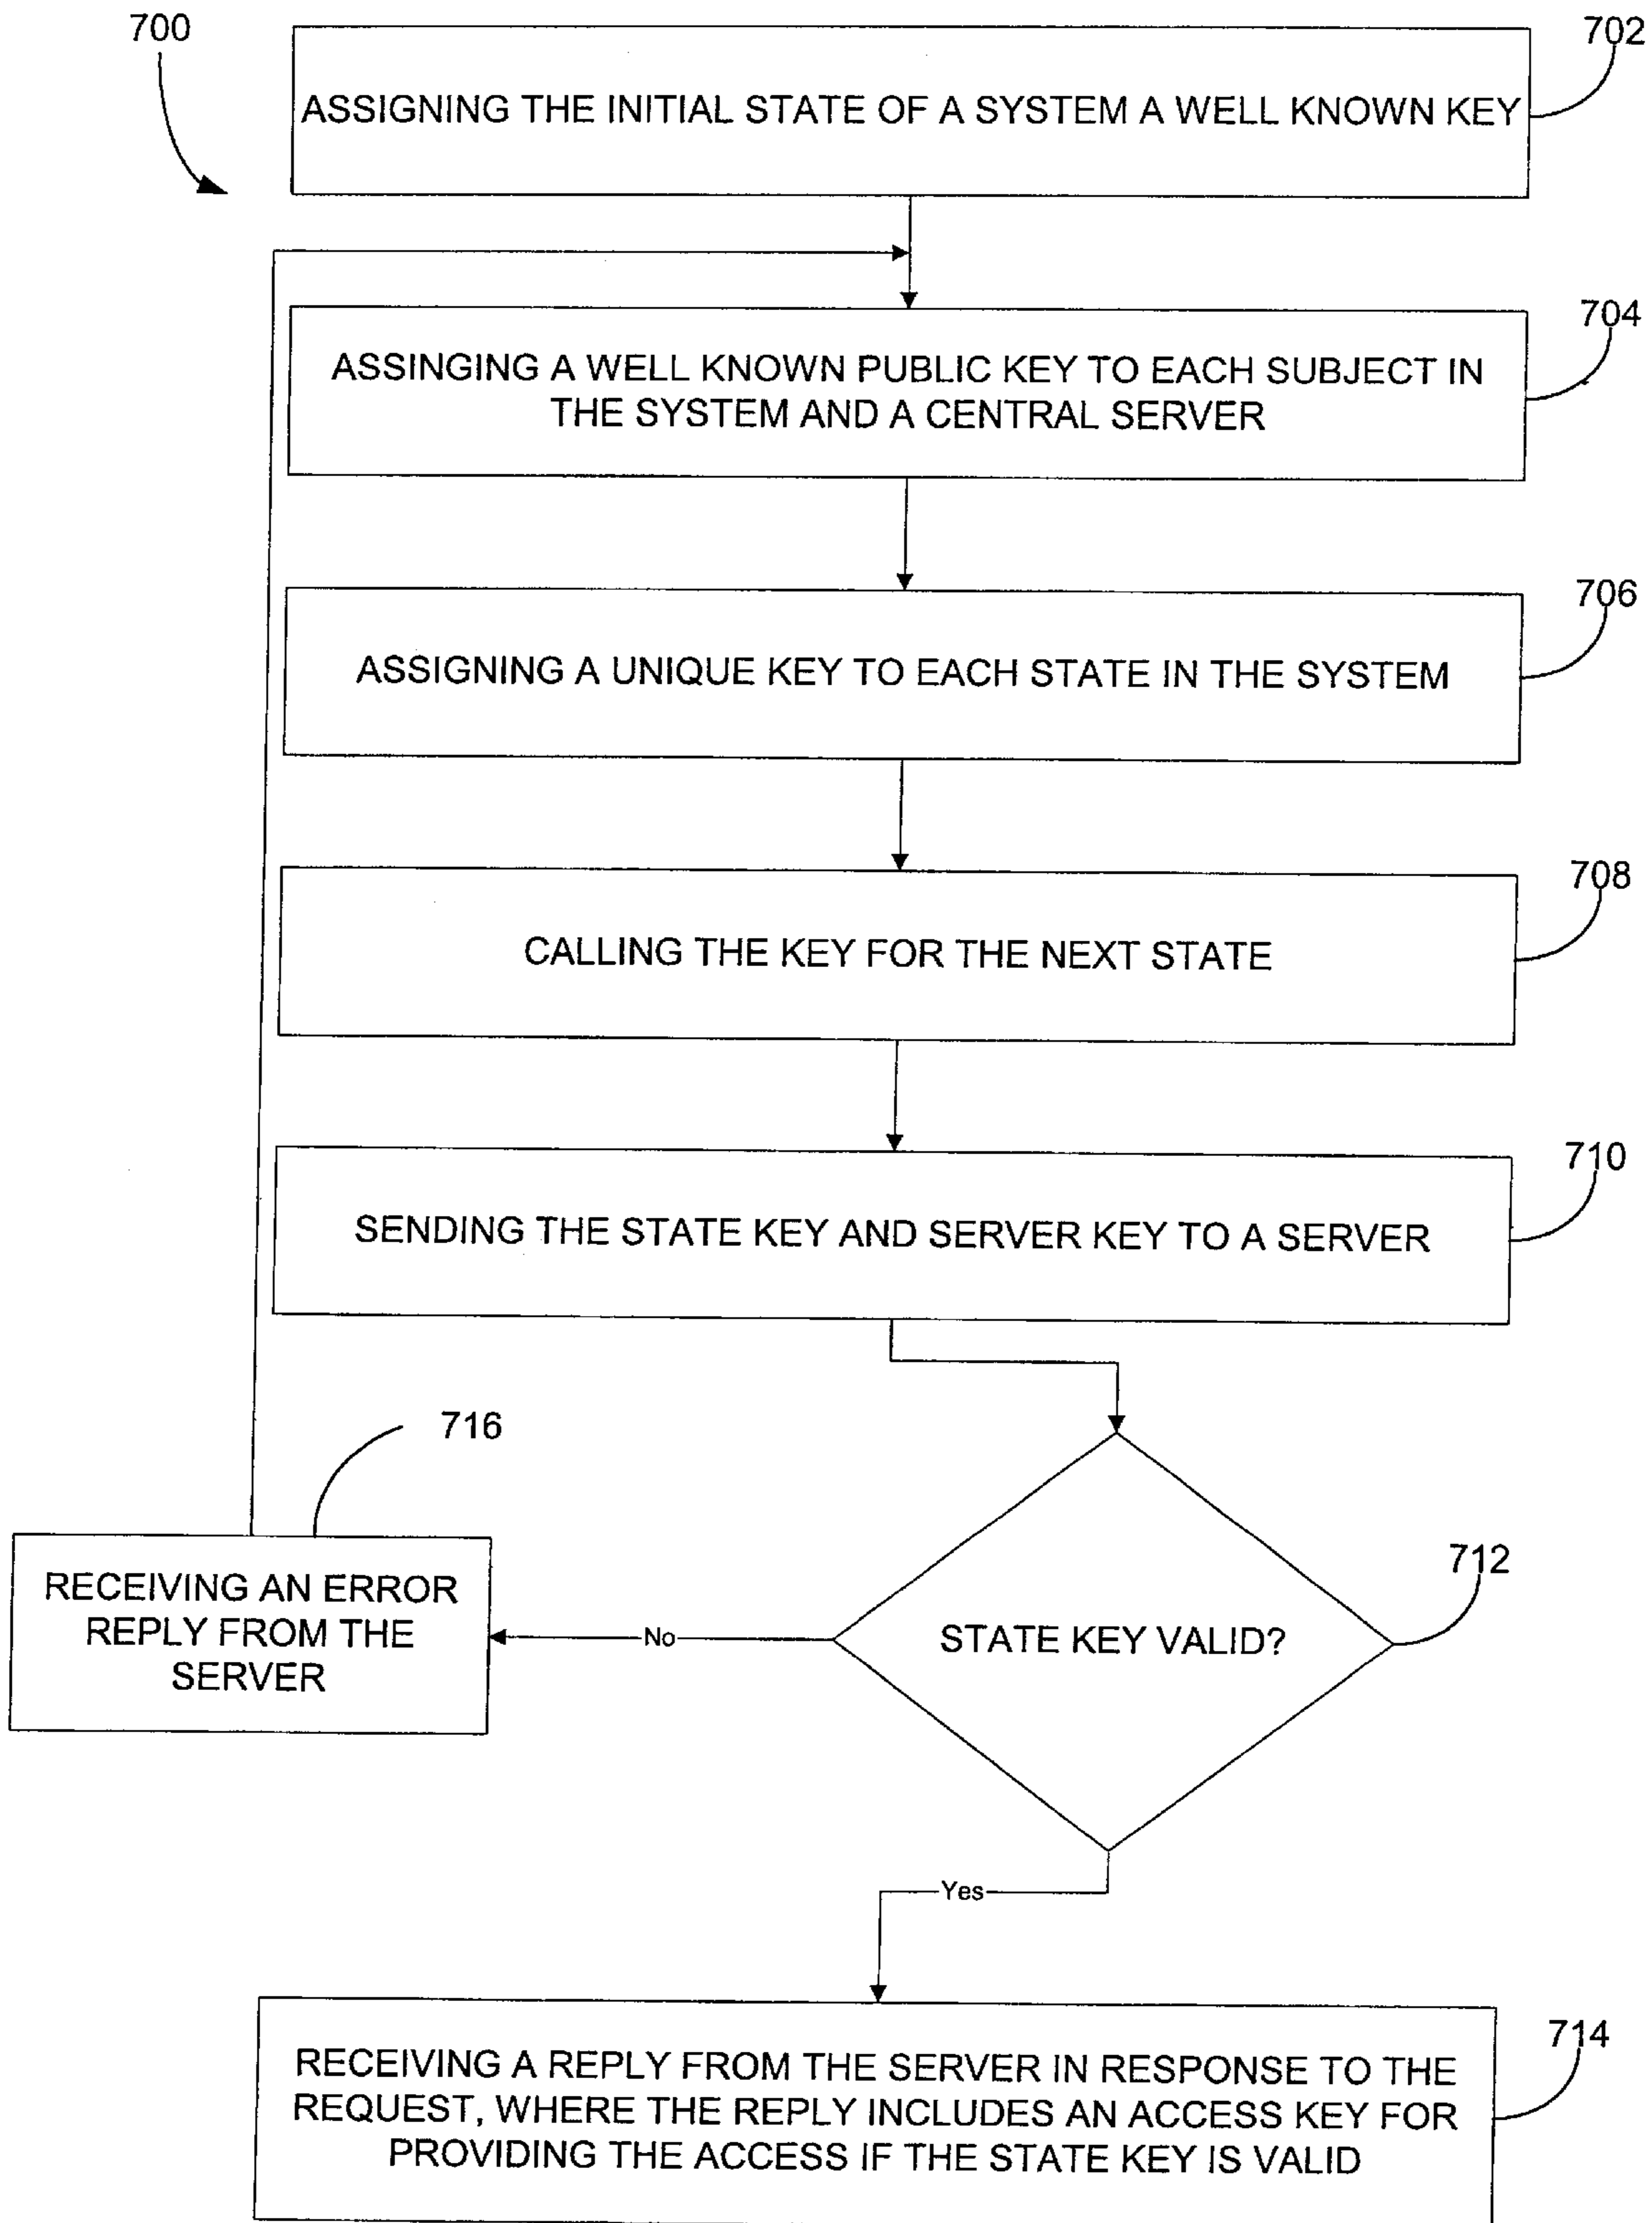 700
702
ASSIGNING THE INITIAL STATE OF A SYSTEM A WELL KNOWN KEY
704
ASSINGING A WELL KNOWN PUBLIC KEY TO EACH SUBJECT IN
THE SYSTEM AND A CENTRAL SERVER
706
ASSIGNING A UNIQUE KEY TO EACH STATE IN THE SYSTEM
708
CALLING THE KEY FOR THE NEXT STATE
710
SENDING THE STATE KEY AND SERVER KEY TO A SERVER
716
712
RECEIVING AN ERROR
REPLY FROM THE
SERVER
No
STATE KEY VALID?
Yes
714
RECEIVING A REPLY FROM THE SERVER IN RESPONSE TO THE
REQUEST, WHERE THE REPLY INCLUDES AN ACCESS KEY FOR
PROVIDING THE ACCESS IF THE STATE KEY IS VALID